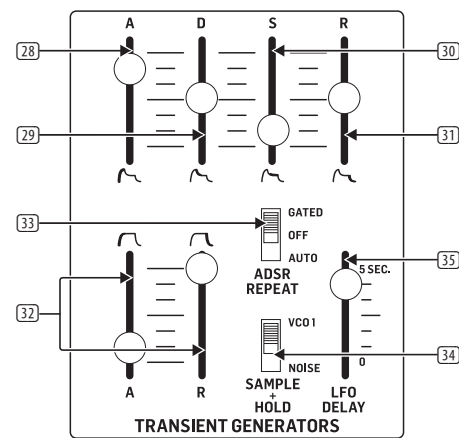 A D S R
28
30
29
31
33
GATED
OFF
AUTO
ADSR
REPEAT
35
5 SEC.
32
VCO 1
34
0
NOISE
A R
SAMPLE
+
HOLD
LFO
DELAY
TRANSIENT GENERATORS